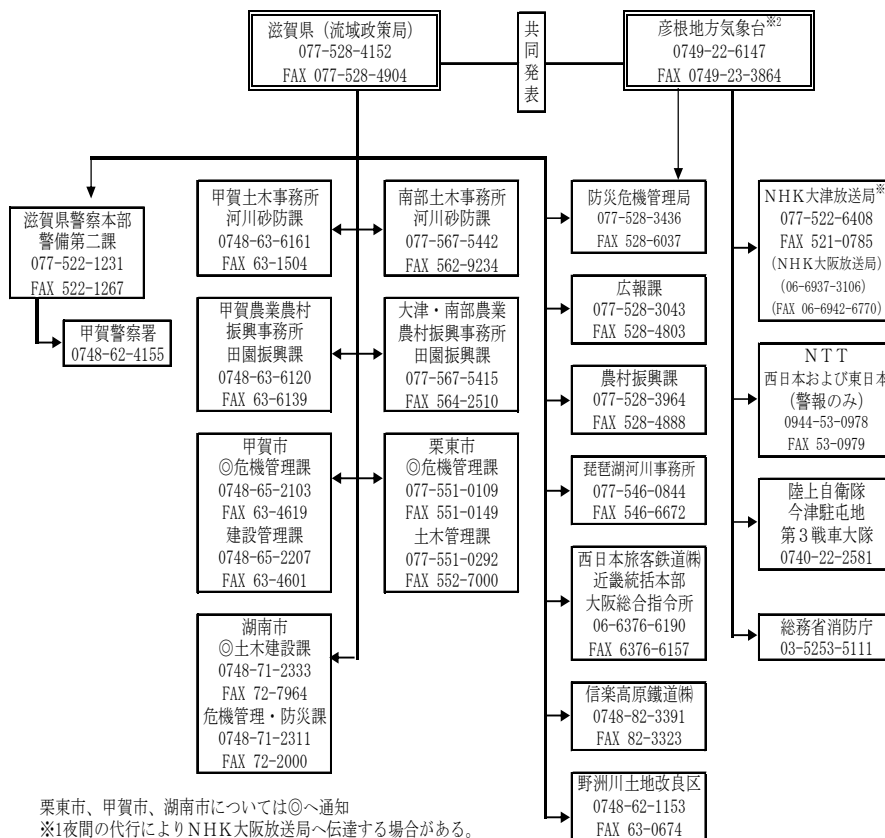 滋賀県（流域政策局）
077-528-4152
FAX 077-528-4904
共同発表
彦根地方気象台※2
0749-22-6147
FAX 0749-23-3864
滋賀県警察本部
警備第二課
077-522-1231
FAX 522-1267
甲賀警察署
0748-62-4155
甲賀土木事務所
河川砂防課
0748-63-6161
FAX 63-1504
南部土木事務所
河川砂防課
077-567-5442
FAX 562-9234
甲賀農業農村
振興事務所
田園振興課
0748-63-6120
FAX 63-6139
大津・南部農業
農村振興事務所
田園振興課
077-567-5415
FAX 564-2510
甲賀市
◎危機管理課
0748-65-2103
FAX 63-4619
建設管理課
0748-65-2207
FAX 63-4601
栗東市
◎危機管理課
077-551-0109
FAX 551-0149
土木管理課
077-551-0292
FAX 552-7000
湖南市
◎土木建設課
0748-71-2333
FAX 72-7964
危機管理・防災課
0748-71-2311
FAX 72-2000
防災危機管理局
077-528-3436
FAX 528-6037
広報課
077-528-3043
FAX 528-4803
農村振興課
077-528-3964
FAX 528-4888
琵琶湖河川事務所
077-546-0844
FAX 546-6672
西日本旅客鉄道㈱
近畿統括本部
大阪総合指令所
06-6376-6190
FAX 6376-6157
信楽高原鐵道㈱
0748-82-3391
FAX 82-3323
野洲川土地改良区
0748-62-1153
FAX 63-0674
NHK大津放送局※
077-522-6408
FAX 521-0785
(NHK大阪放送局)
(06-6937-3106)
(FAX 06-6942-6770)
NTT
西日本および東日本
(警報のみ)
0944-53-0978
FAX 53-0979
陸上自衛隊
今津駐屯地
第３戦車大隊
0740-22-2581
総務省消防庁
03-5253-5111
栗東市、甲賀市、湖南市については◎へ通知
※1夜間の代行によりNHK大阪放送局へ伝達する場合がある。